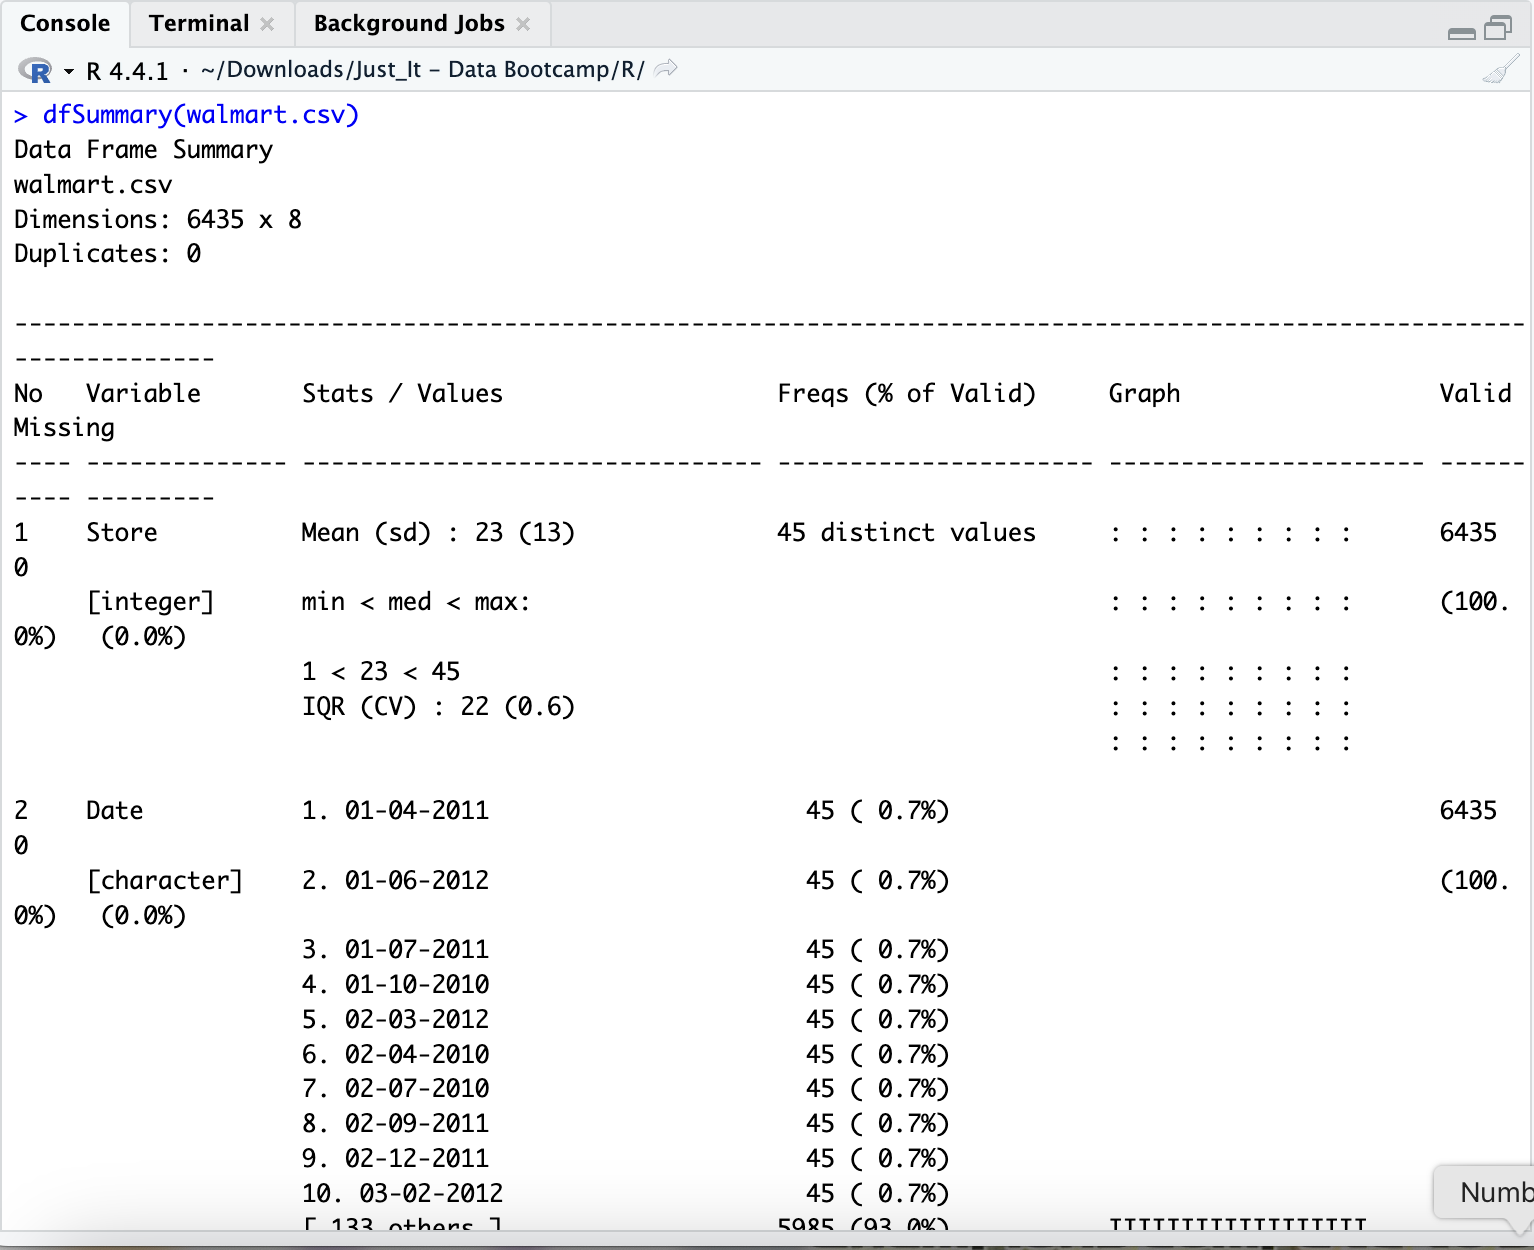 Console Terminal × Background Jobs ×
R R 4.4.1 · ~/Downloads/Just_It – Data Bootcamp/R/
> dfSummary(walmart.csv)
Data Frame Summary
walmart.csv
Dimensions: 6435 x 8
Duplicates: 0
---------------------------------------------------------------------------------------------------------
--------------
No   Variable       Stats / Values                   Freqs (% of Valid)     Graph                  Valid
Missing
---- -------------- -------------------------------- ---------------------- ---------------------- ------
---- ---------
1    Store          Mean (sd) : 23 (13)              45 distinct values     : : : : : : : : :      6435
0
     [integer]      min < med < max:                                        : : : : : : : : :      (100.
0%)   (0.0%)
                    1 < 23 < 45                                             : : : : : : : : :
                    IQR (CV) : 22 (0.6)                                     : : : : : : : : :
                                                                            : : : : : : : : :
2    Date           1. 01-04-2011                      45 ( 0.7%)                                  6435
0
     [character]    2. 01-06-2012                      45 ( 0.7%)                                  (100.
0%)   (0.0%)
                    3. 01-07-2011                      45 ( 0.7%)
                    4. 01-10-2010                      45 ( 0.7%)
                    5. 02-03-2012                      45 ( 0.7%)
                    6. 02-04-2010                      45 ( 0.7%)
                    7. 02-07-2010                      45 ( 0.7%)
                    8. 02-09-2011                      45 ( 0.7%)
                    9. 02-12-2011                      45 ( 0.7%)
                    10. 03-02-2012                     45 ( 0.7%)
                    [ 133 others ]                   5985 (93.0%)           IIIIIIIIIIIIIIIIII
Numb